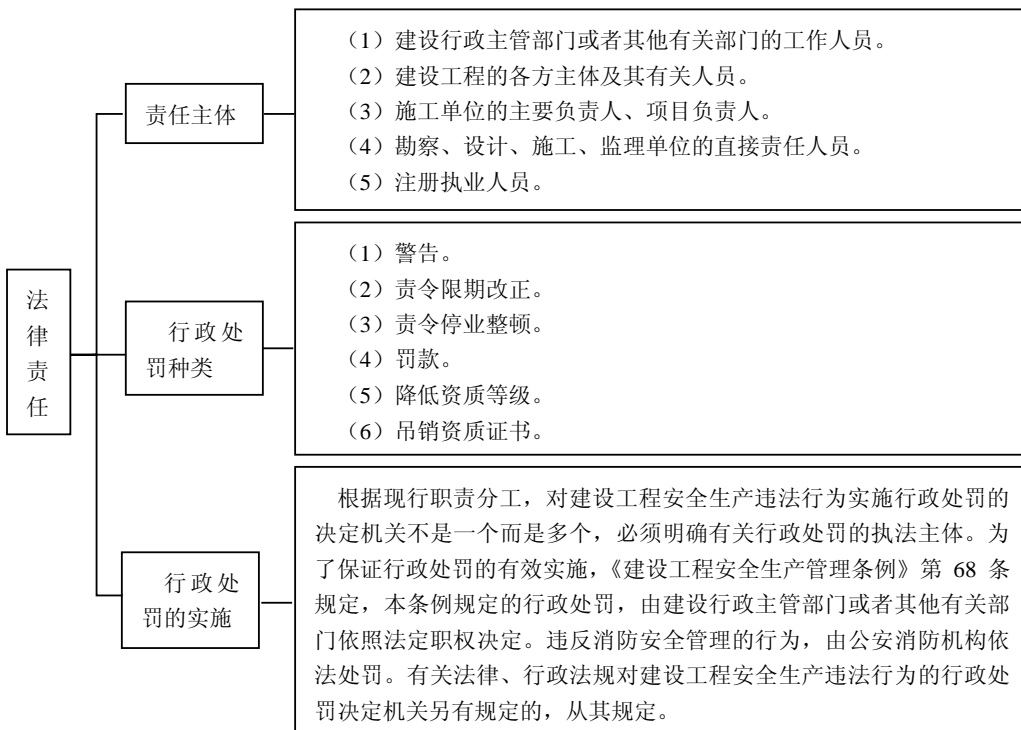 法
律
责
任
责任主体
（1）建设行政主管部门或者其他有关部门的工作人员。
（2）建设工程的各方主体及其有关人员。
（3）施工单位的主要负责人、项目负责人。
（4）勘察、设计、施工、监理单位的直接责任人员。
（5）注册执业人员。
行政处
罚种类
（1）警告。
（2）责令限期改正。
（3）责令停业整顿。
（4）罚款。
（5）降低资质等级。
（6）吊销资质证书。
行政处
罚的实施
根据现行职责分工，对建设工程安全生产违法行为实施行政处罚的
决定机关不是一个而是多个，必须明确有关行政处罚的执法主体。为
了保证行政处罚的有效实施，《建设工程安全生产管理条例》第 68 条
规定，本条例规定的行政处罚，由建设行政主管部门或者其他有关部
门依照法定职权决定。违反消防安全管理的行为，由公安消防机构依
法处罚。有关法律、行政法规对建设工程安全生产违法行为的行政处
罚决定机关另有规定的，从其规定。